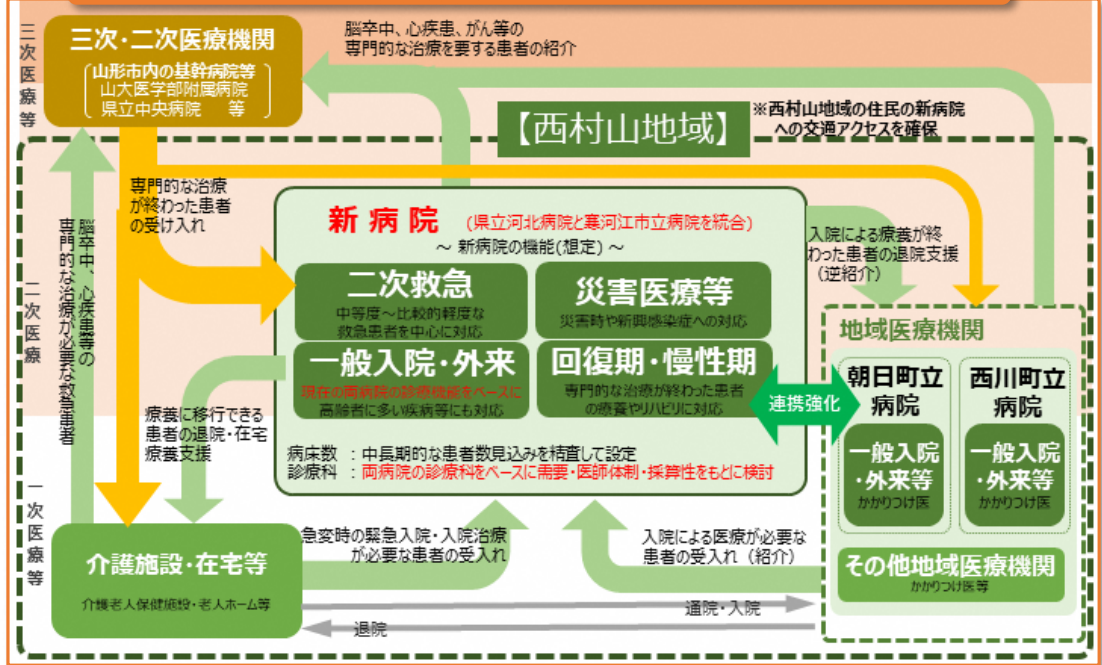 三次医療等
三次・二次医療機関
山形市内の基幹病院等
山大医学部附属病院
県立中央病院　等
脳卒中、心疾患、がん等の
専門的な治療を要する患者の紹介
【西村山地域】
※西村山地域の住民の新病院
への交通アクセスを確保
専門的な治療
が終わった患者
の受け入れ
脳卒中、心疾患等の
専門的な治療が必要な救急患者
二次医療
新病院 (県立河北病院と寒河江市立病院を統合)
～ 新病院の機能(想定) ～
二次救急
中等度～比較的軽度な
救急患者を中心に対応
災害医療等
災害時や新興感染症への対応
一般入院・外来
現在の両病院の診療機能をベースに
高齢者に多い疾病等にも対応
回復期・慢性期
専門的な治療が終わった患者
の療養やリハビリに対応
病床数　：中長期的な患者数見込みを精査して設定
診療科　：両病院の診療科をベースに需要・医師体制・採算性をもとに検討
入院による療養が終
わった患者の退院支援
（逆紹介）
連携強化
地域医療機関
朝日町立
病院
一般入院
・外来等
かかりつけ医
西川町立
病院
一般入院
・外来等
かかりつけ医
その他地域医療機関
かかりつけ医等
療養に移行できる
患者の退院・在宅
療養支援
一次医療等
介護施設・在宅等
介護老人保健施設・老人ホーム等
急変時の緊急入院・入院治療
が必要な患者の受入れ
入院による医療が必要な
患者の受入れ（紹介）
通院・入院
退院